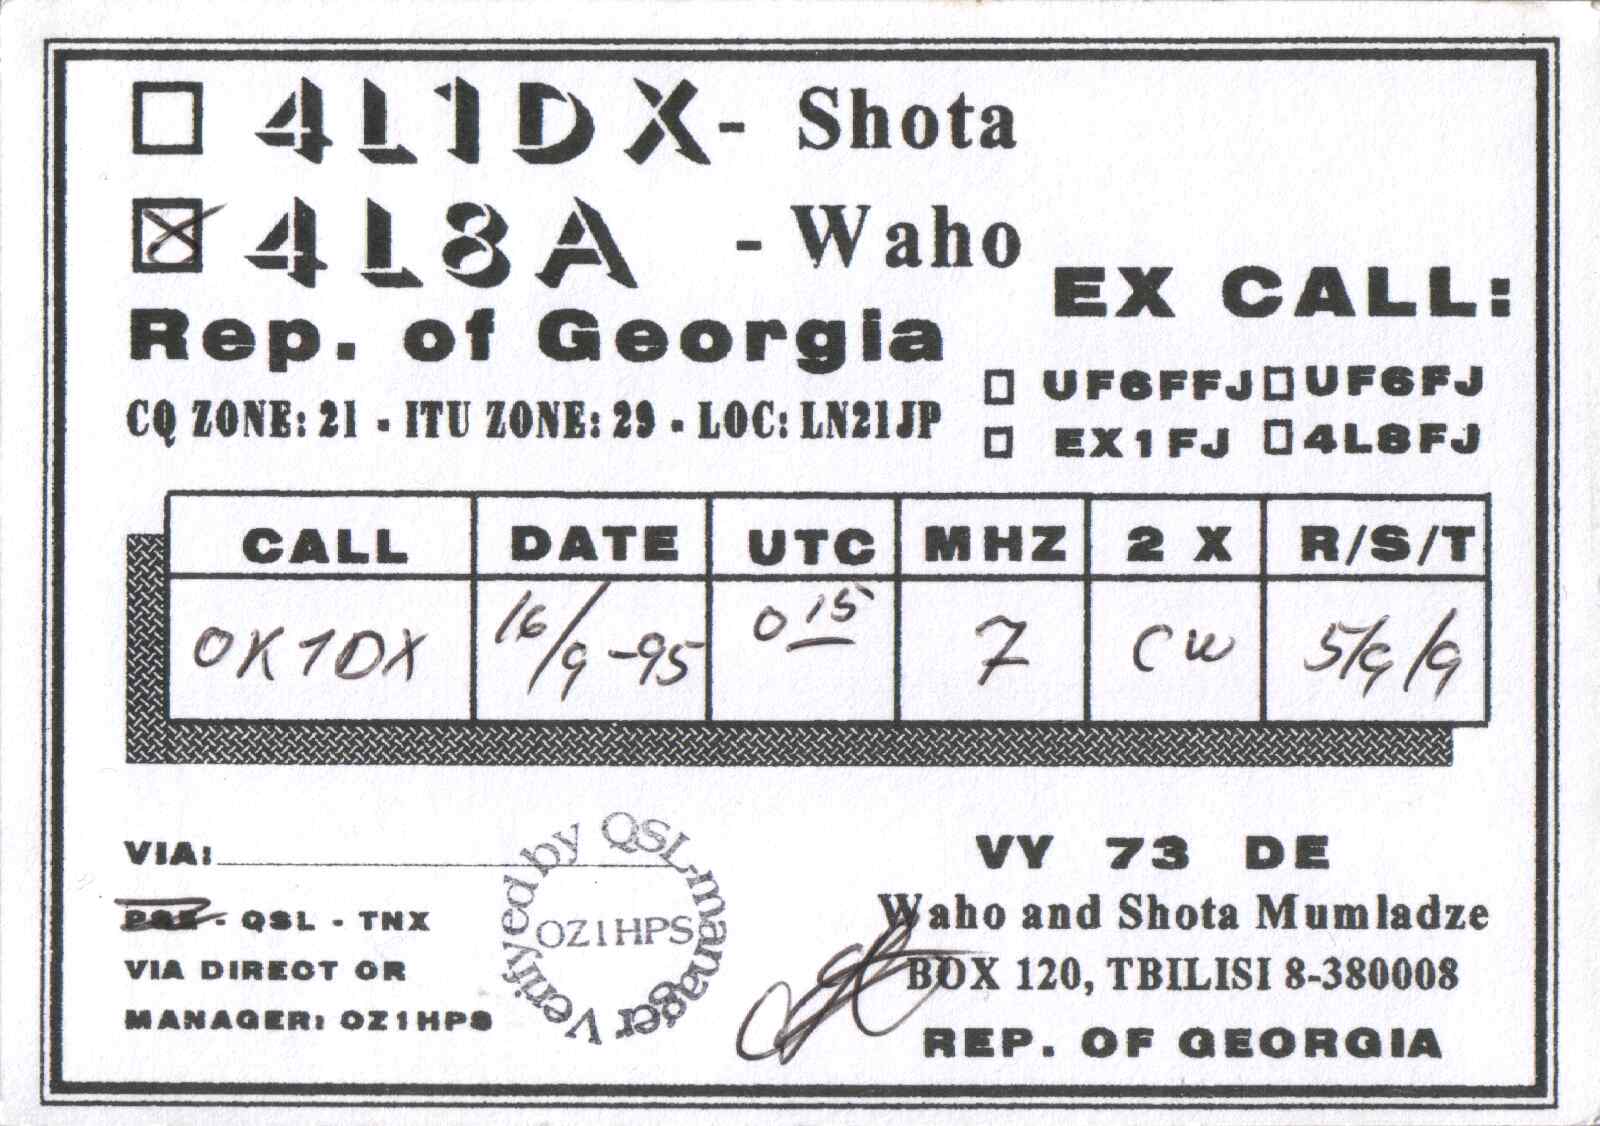 4L1DX - Shota
4L8A - Waho
Rep. of Georgia
CQ ZONE: 21 - ITU ZONE: 29 - LOC: LN21JP
EX CALL:
UF6FFJ UF6FJ
EX1FJ 4L8FJ
CALL DATE UTC MHZ 2 X R/S/T
OK1DX 16/9-95 015 7 CW 5/9/9
VIA:
PSE - QSL - TNX
VIA DIRECT OR
MANAGER: OZ1HPS
Verifyed by QSL-manager
OZ1HPS
VY 73 DE
Waho and Shota Mumladze
BOX 120, TBILISI 8-380008
REP. OF GEORGIA